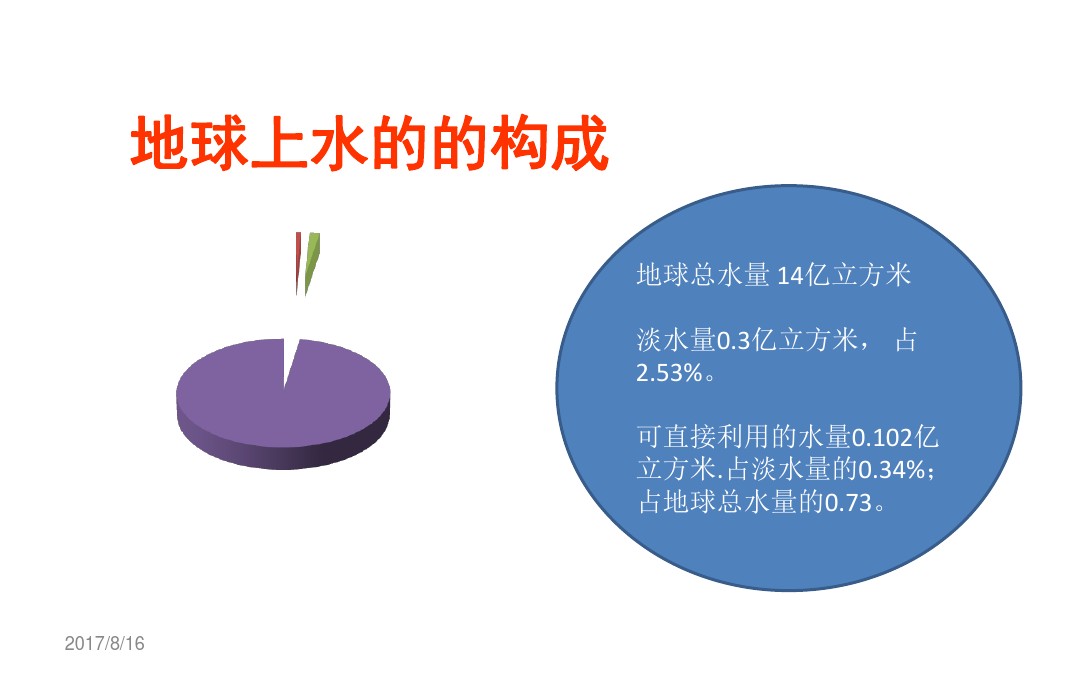 地球上水的的构成
地球总水量 14亿立方米
淡水量0.3亿立方米， 占
2.53%。
可直接利用的水量0.102亿
立方米.占淡水量的0.34%；
占地球总水量的0.73。
2017/8/16